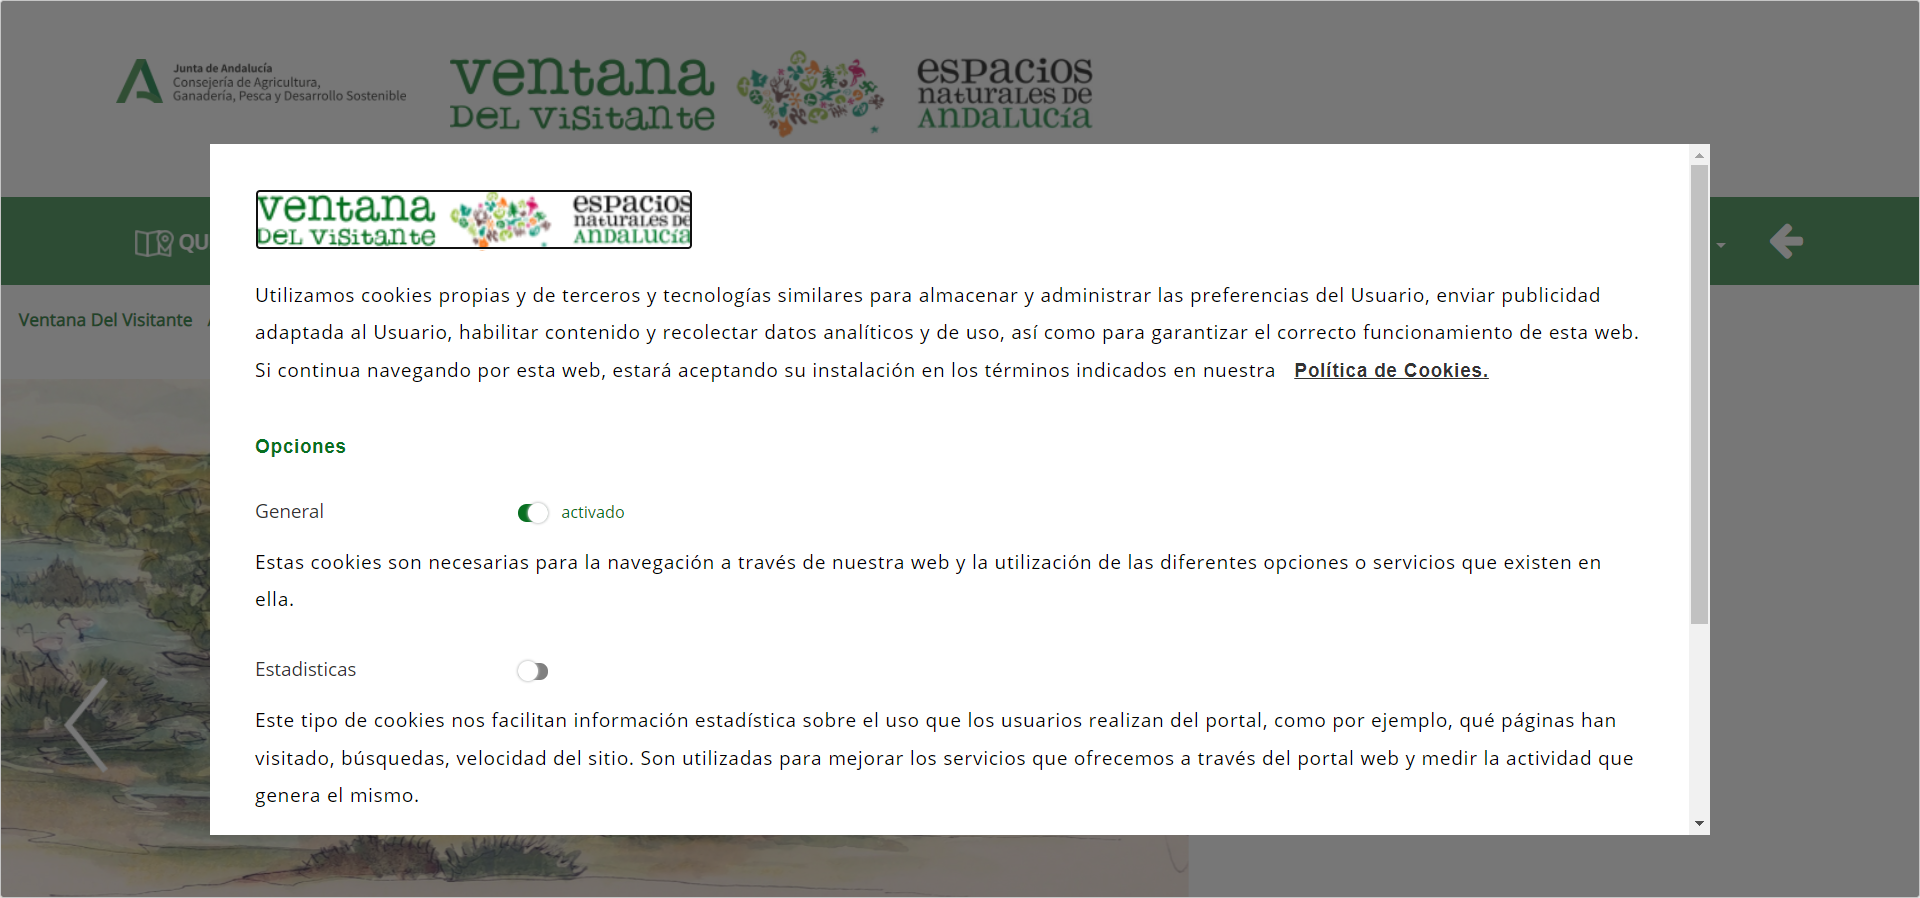 Junta de Andalucía
Consejería de Agricultura,
Ganadería, Pesca y Desarrollo Sostenible
ventana
DEL VISITANTE
ESPACIOS
NATURALES DE
ANDALUCÍA
QU
Ventana Del Visitante /
ventana
DEL VISITANTE
ESPACIOS
NATURALES DE
ANDALUCÍA
Utilizamos cookies propias y de terceros y tecnologías similares para almacenar y administrar las preferencias del Usuario, enviar publicidad
adaptada al Usuario, habilitar contenido y recolectar datos analíticos y de uso, así como para garantizar el correcto funcionamiento de esta web.
Si continua navegando por esta web, estará aceptando su instalación en los términos indicados en nuestra Política de Cookies.
Opciones
General activado
Estas cookies son necesarias para la navegación a través de nuestra web y la utilización de las diferentes opciones o servicios que existen en
ella.
Estadisticas
Este tipo de cookies nos facilitan información estadística sobre el uso que los usuarios realizan del portal, como por ejemplo, qué páginas han
visitado, búsquedas, velocidad del sitio. Son utilizadas para mejorar los servicios que ofrecemos a través del portal web y medir la actividad que
genera el mismo.